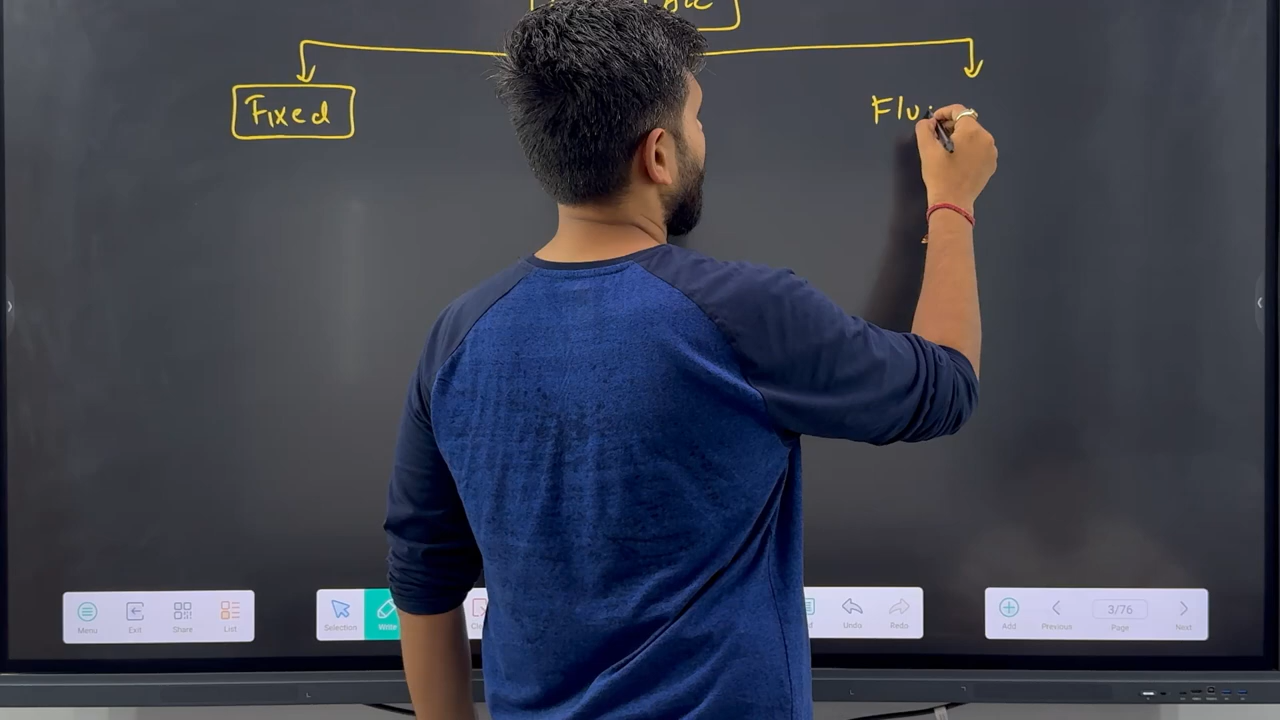 Fixed
Flu
Menu Exit Share List Selection Write Undo Redo Add Previous 3/76 Page Next